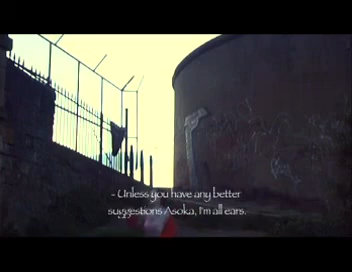 - Unless you have any better
suggestions Asoka, I'm all ears.